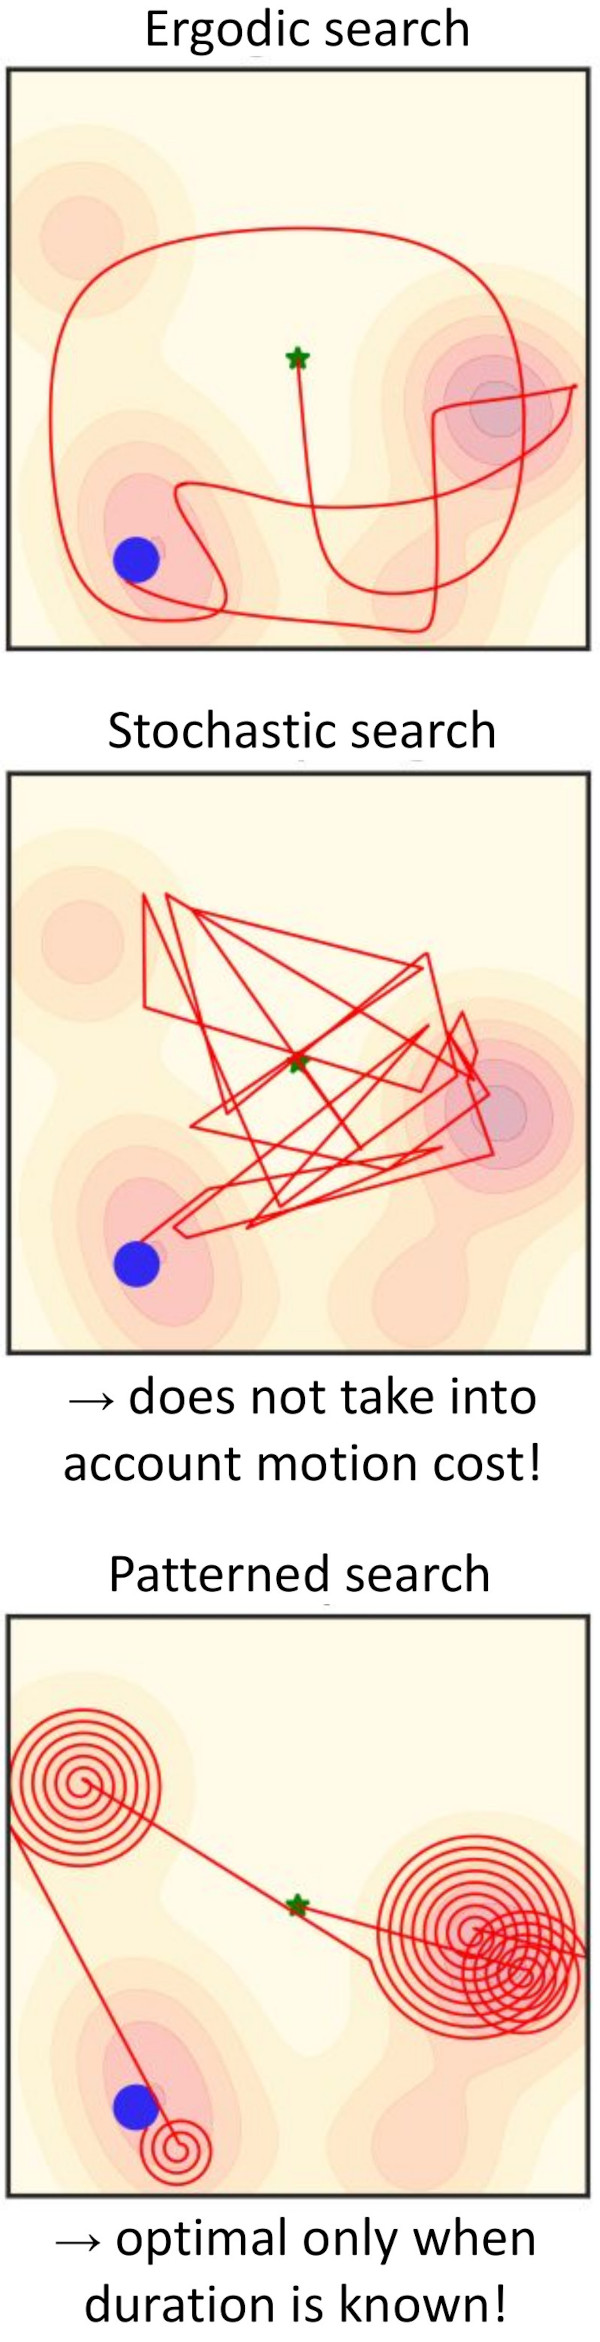 Ergodic search
Stochastic search
→ does not take into
account motion cost!
Patterned search
→ optimal only when
duration is known!